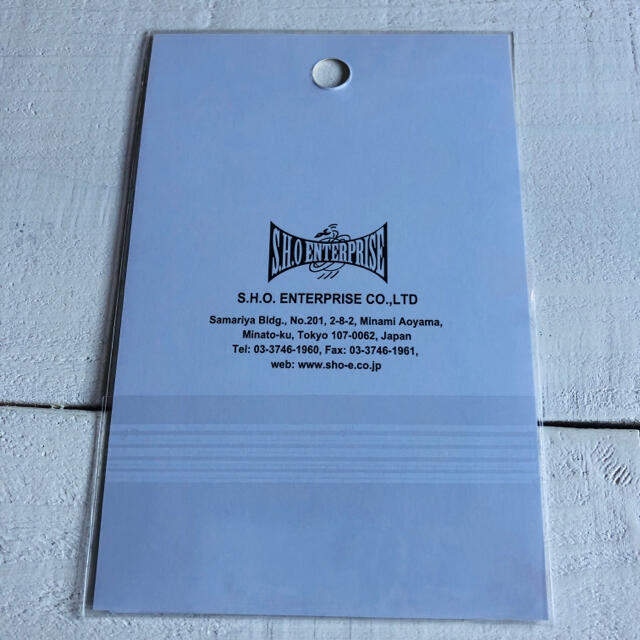 S.H.O ENTERPRISE
S.H.O. ENTERPRISE CO.,LTD
Samariya Bldg., No.201, 2-8-2, Minami Aoyama,
Minato-ku, Tokyo 107-0062, Japan
Tel: 03-3746-1960, Fax: 03-3746-1961,
web: www.sho-e.co.jp